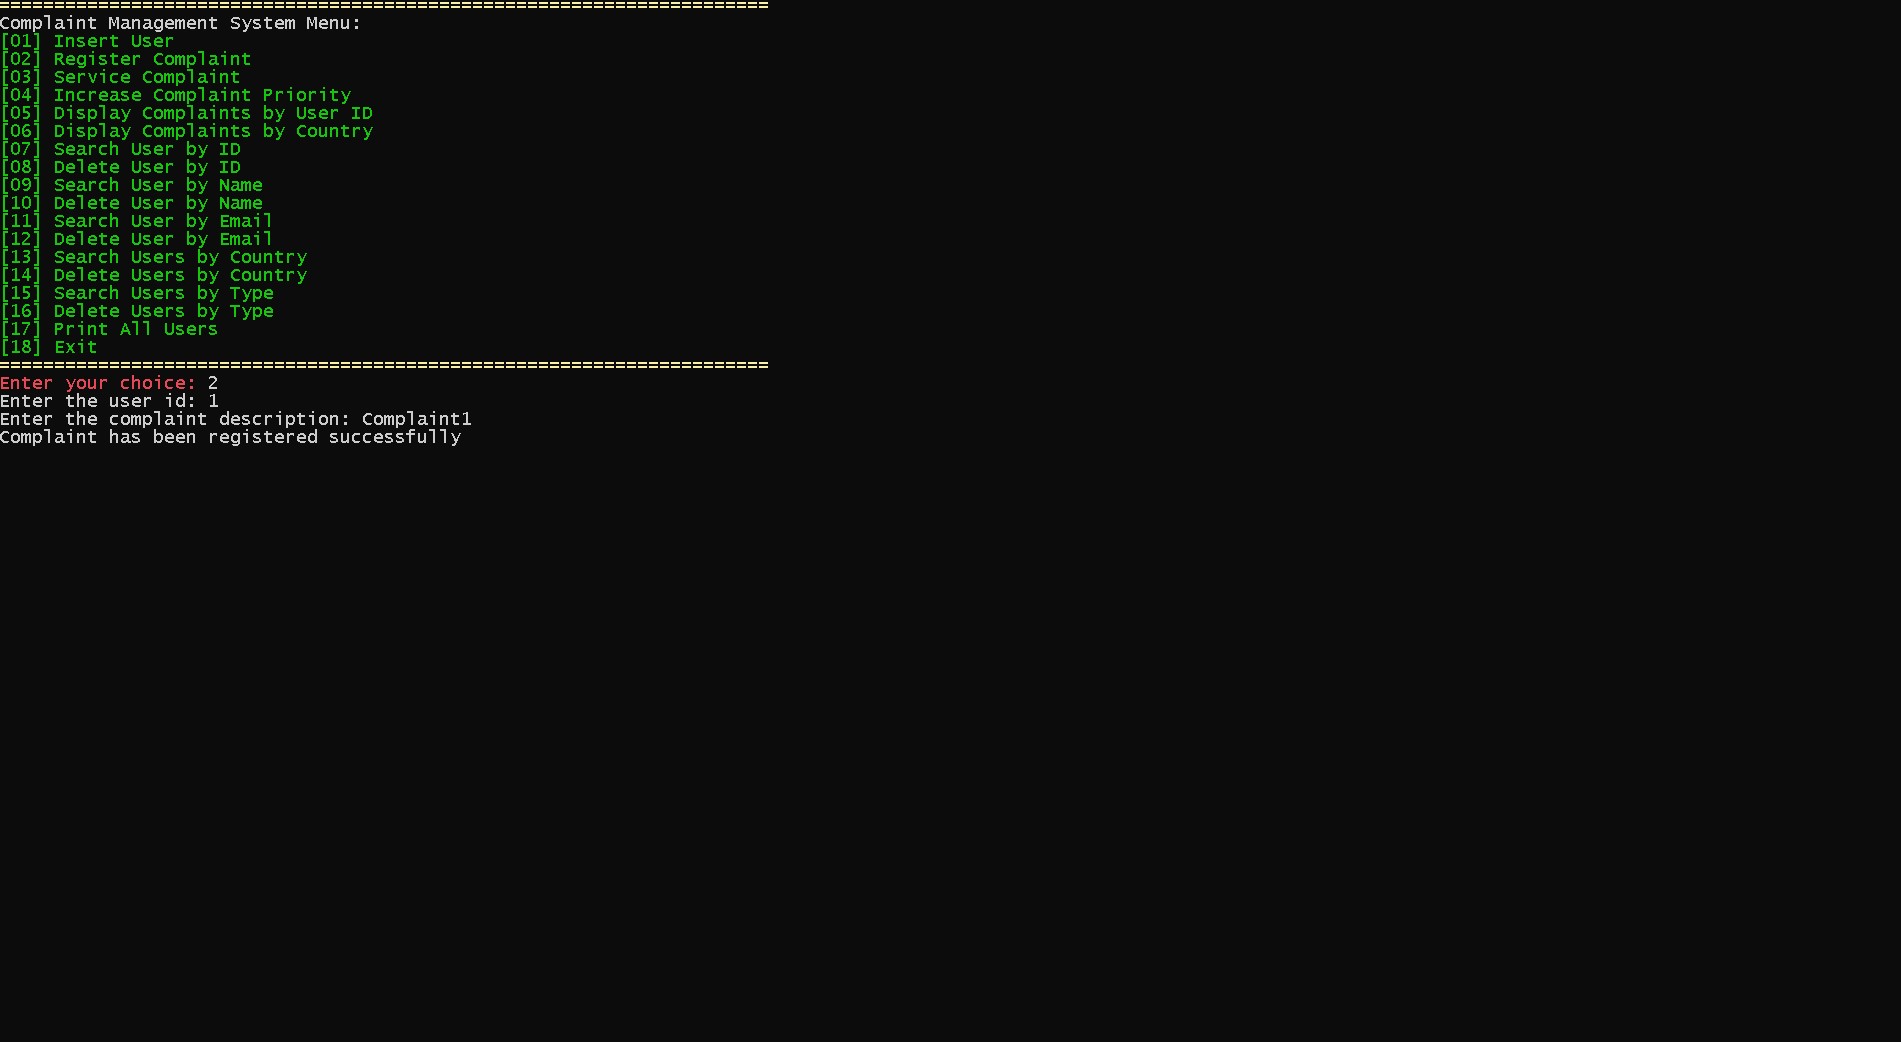 ======================================================================
Complaint Management System Menu:
[01] Insert User
[02] Register Complaint
[03] Service Complaint
[04] Increase Complaint Priority
[05] Display Complaints by User ID
[06] Display Complaints by Country
[07] Search User by ID
[08] Delete User by ID
[09] Search User by Name
[10] Delete User by Name
[11] Search User by Email
[12] Delete User by Email
[13] Search Users by Country
[14] Delete Users by Country
[15] Search Users by Type
[16] Delete Users by Type
[17] Print All Users
[18] Exit
======================================================================
Enter your choice: 2
Enter the user id: 1
Enter the complaint description: Complaint1
Complaint has been registered successfully